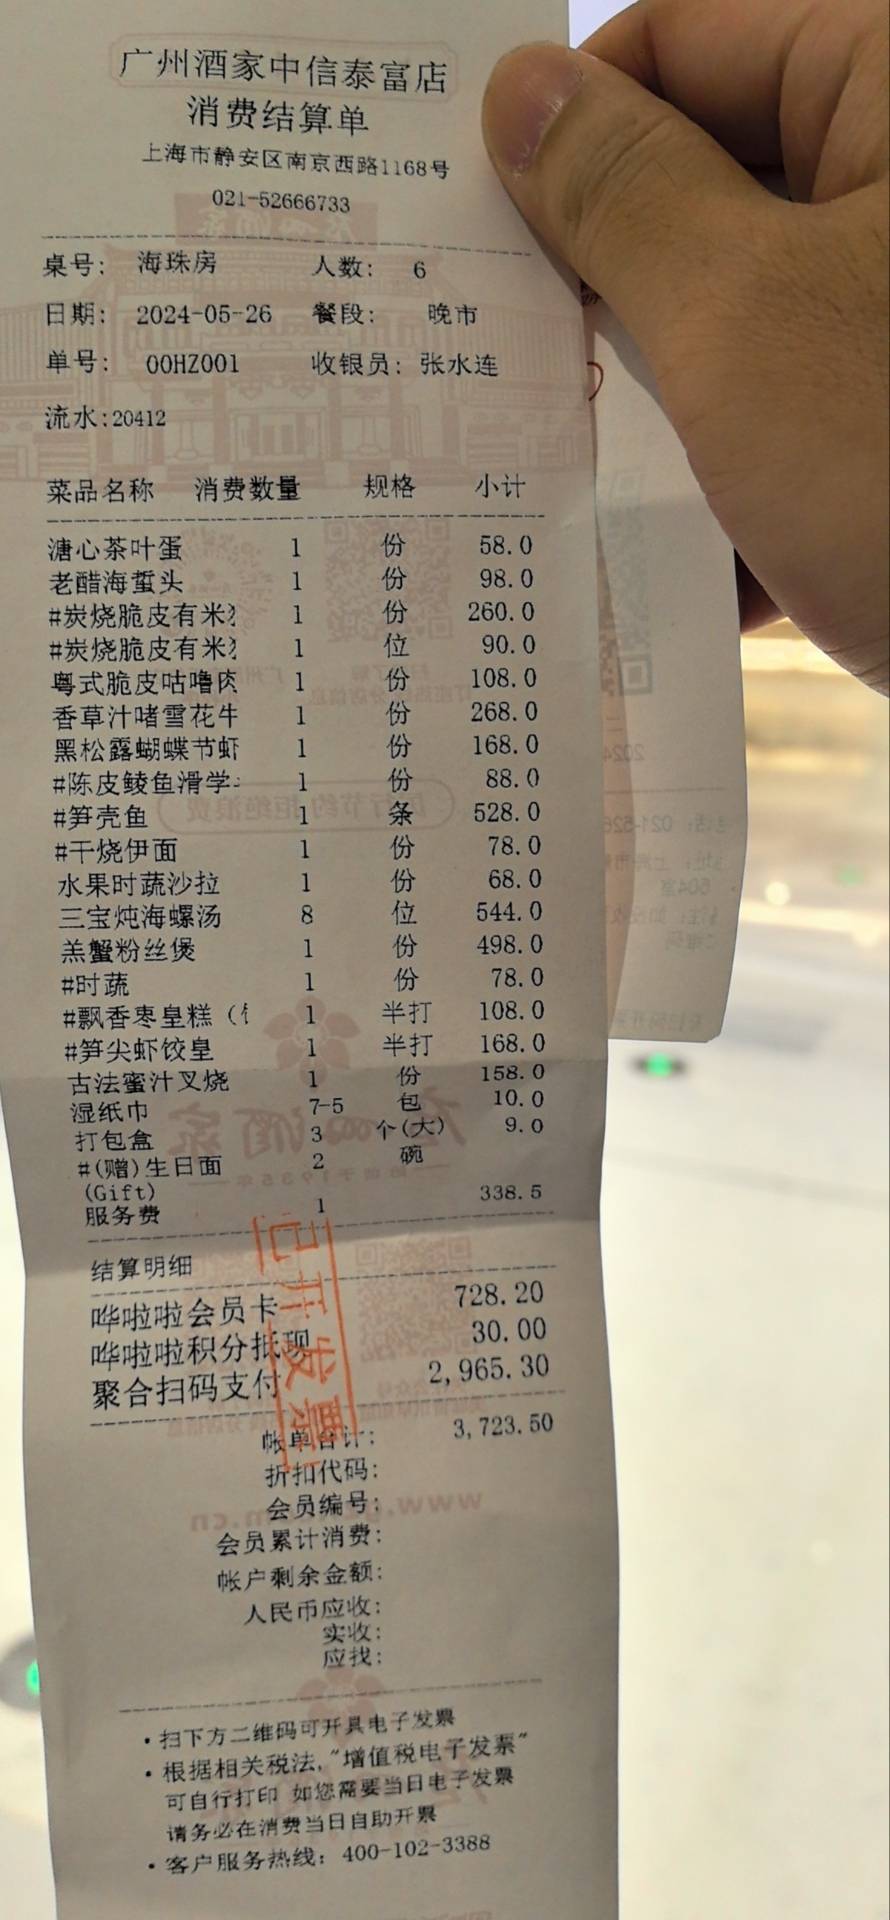 广州酒家中信泰富店
消费结算单
上海市静安区南京西路1168号
021-52666733
桌号: 海珠房 人数: 6
日期: 2024-05-26 餐段: 晚市
单号: 00HZ001 收银员: 张水连
流水:20412
菜品名称 消费数量 规格 小计
溏心茶叶蛋 1 份 58.0
老醋海蜇头 1 份 98.0
#炭烧脆皮有米 1 份 260.0
#炭烧脆皮有米 1 位 90.0
粤式脆皮咕噜肉 1 份 108.0
香草汁啫雪花牛 1 份 268.0
黑松露蝴蝶节虾 1 份 168.0
#陈皮鲮鱼滑学 1 份 88.0
#笋壳鱼 1 条 528.0
#干烧伊面 1 份 78.0
水果时蔬沙拉 1 份 68.0
三宝炖海螺汤 8 位 544.0
羔蟹粉丝煲 1 份 498.0
#时蔬 1 份 78.0
#飘香枣皇糕( 1 半打 108.0
#笋尖虾饺皇 1 半打 168.0
古法蜜汁叉烧 1 份 158.0
湿纸巾 7-5 包 10.0
打包盒 3 个(大) 9.0
#(赠)生日面 2 碗
(Gift)
服务费 1 338.5
已开发票
结算明细
哗啦啦会员卡 728.20
哗啦啦积分抵现 30.00
聚合扫码支付 2,965.30
帐单合计: 3,723.50
折扣代码:
会员编号:
会员累计消费:
帐户剩余金额:
人民币应收:
实收:
应找:
·扫下方二维码可开具电子发票
·根据相关税法,"增值税电子发票"
可自行打印 如您需要当日电子发票
请务必在消费当日自助开票
·客户服务热线: 400-102-3388